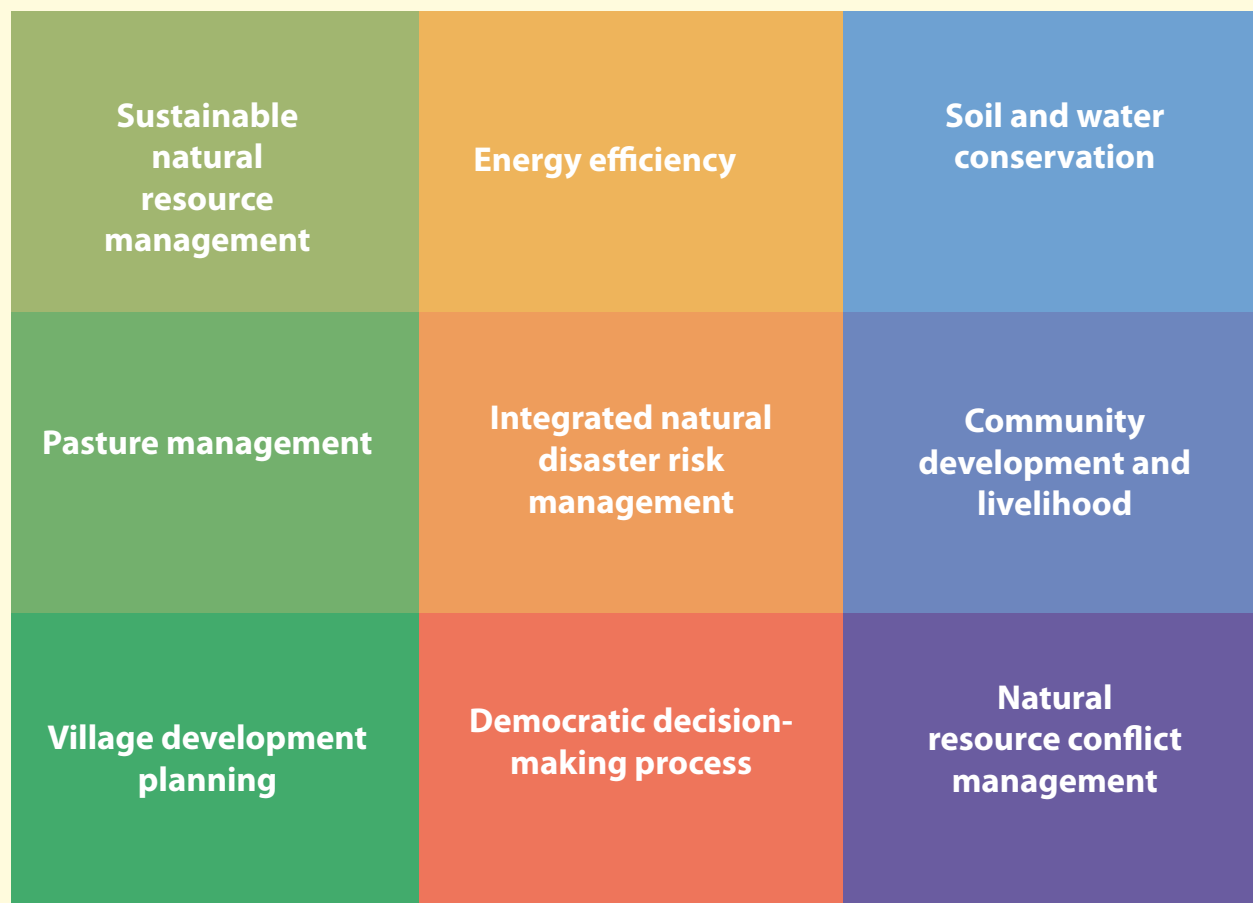 Sustainable
natural
resource
management
Energy efficiency
Soil and water
conservation
Pasture management
Integrated natural
disaster risk
management
Community
development and
livelihood
Village development
planning
Democratic decision-
making process
Natural
resource conflict
management